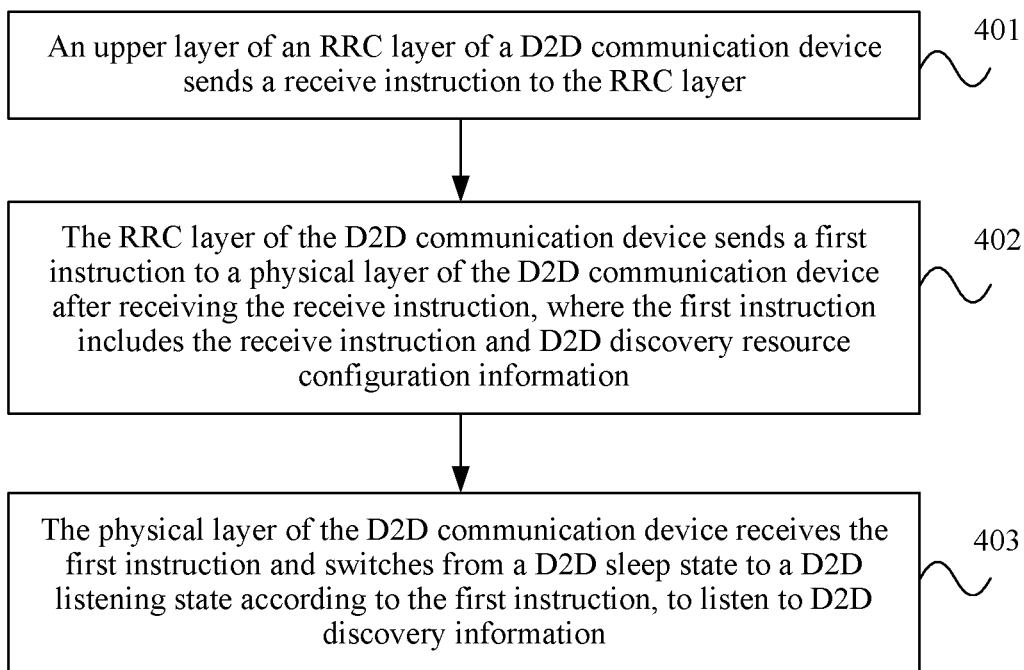 An upper layer of an RRC layer of a D2D communication device
sends a receive instruction to the RRC layer
401
The RRC layer of the D2D communication device sends a first
instruction to a physical layer of the D2D communication device
after receiving the receive instruction, where the first instruction
includes the receive instruction and D2D discovery resource
configuration information
402
The physical layer of the D2D communication device receives the
first instruction and switches from a D2D sleep state to a D2D
listening state according to the first instruction, to listen to D2D
discovery information
403